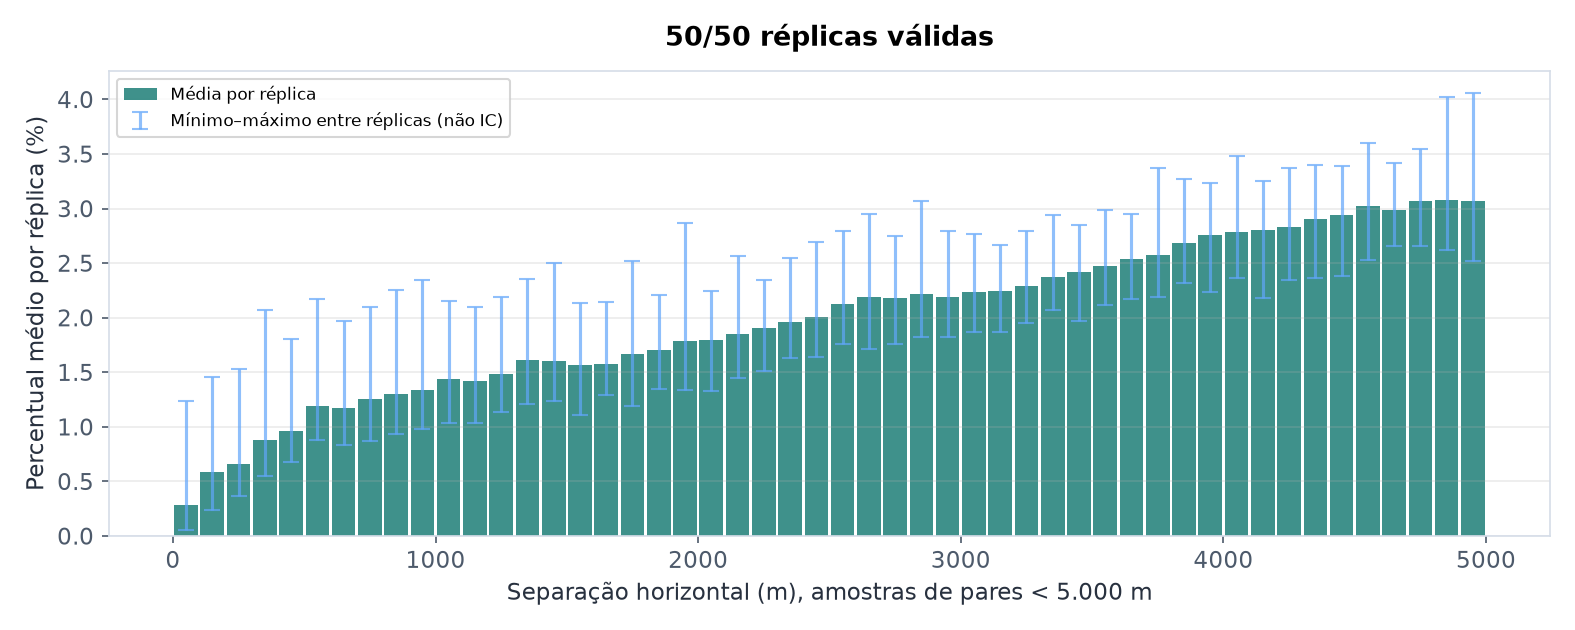 50/50 réplicas válidas
Média por réplica
Mínimo–máximo entre réplicas (não IC)
Percentual médio por réplica (%)
4.0
3.5
3.0
2.5
2.0
1.5
1.0
0.5
0.0
0 1000 2000 3000 4000 5000
Separação horizontal (m), amostras de pares < 5.000 m